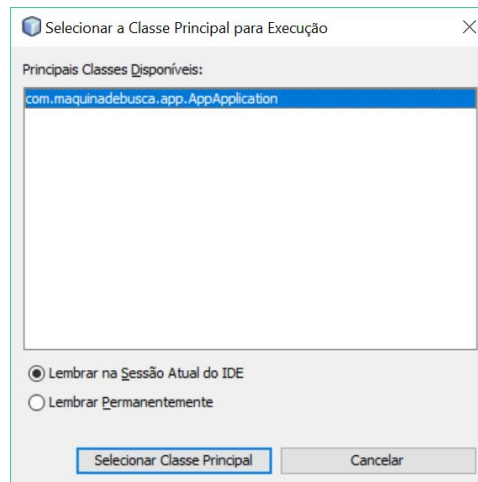 Selecionar a Classe Principal para Execução
Principais Classes Disponíveis:
com.maquinadebusca.app.AppApplication
Lembrar na Sessão Atual do IDE
Lembrar Permanentemente
Selecionar Classe Principal
Cancelar